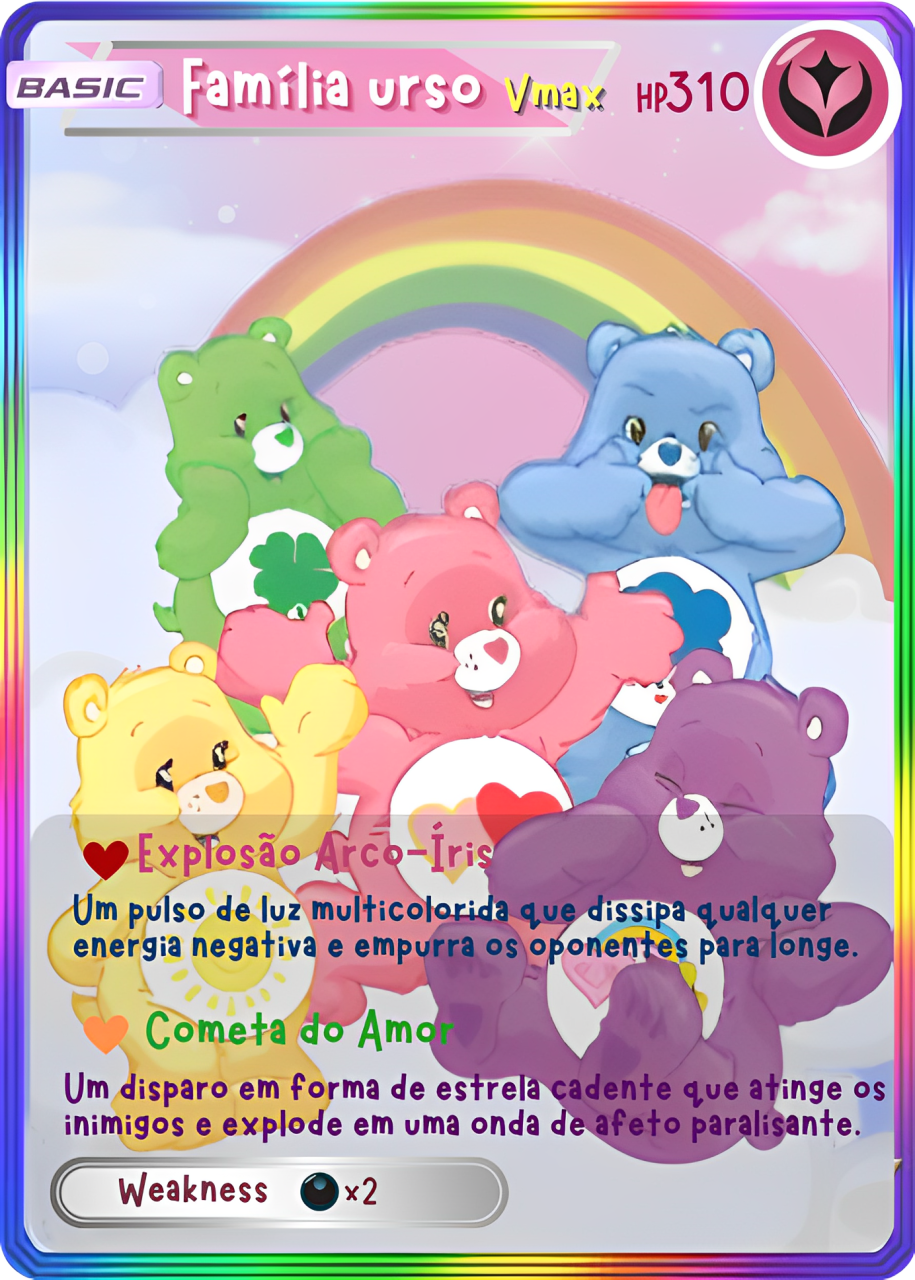 BASIC Família urso Vmax HP310
Explosão Arco-Íris
Um pulso de luz multicolorida que dissipa qualquer
energia negativa e empurra os oponentes para longe.
Cometa do Amor
Um disparo em forma de estrela cadente que atinge os
inimigos e explode em uma onda de afeto paralisante.
Weakness x2